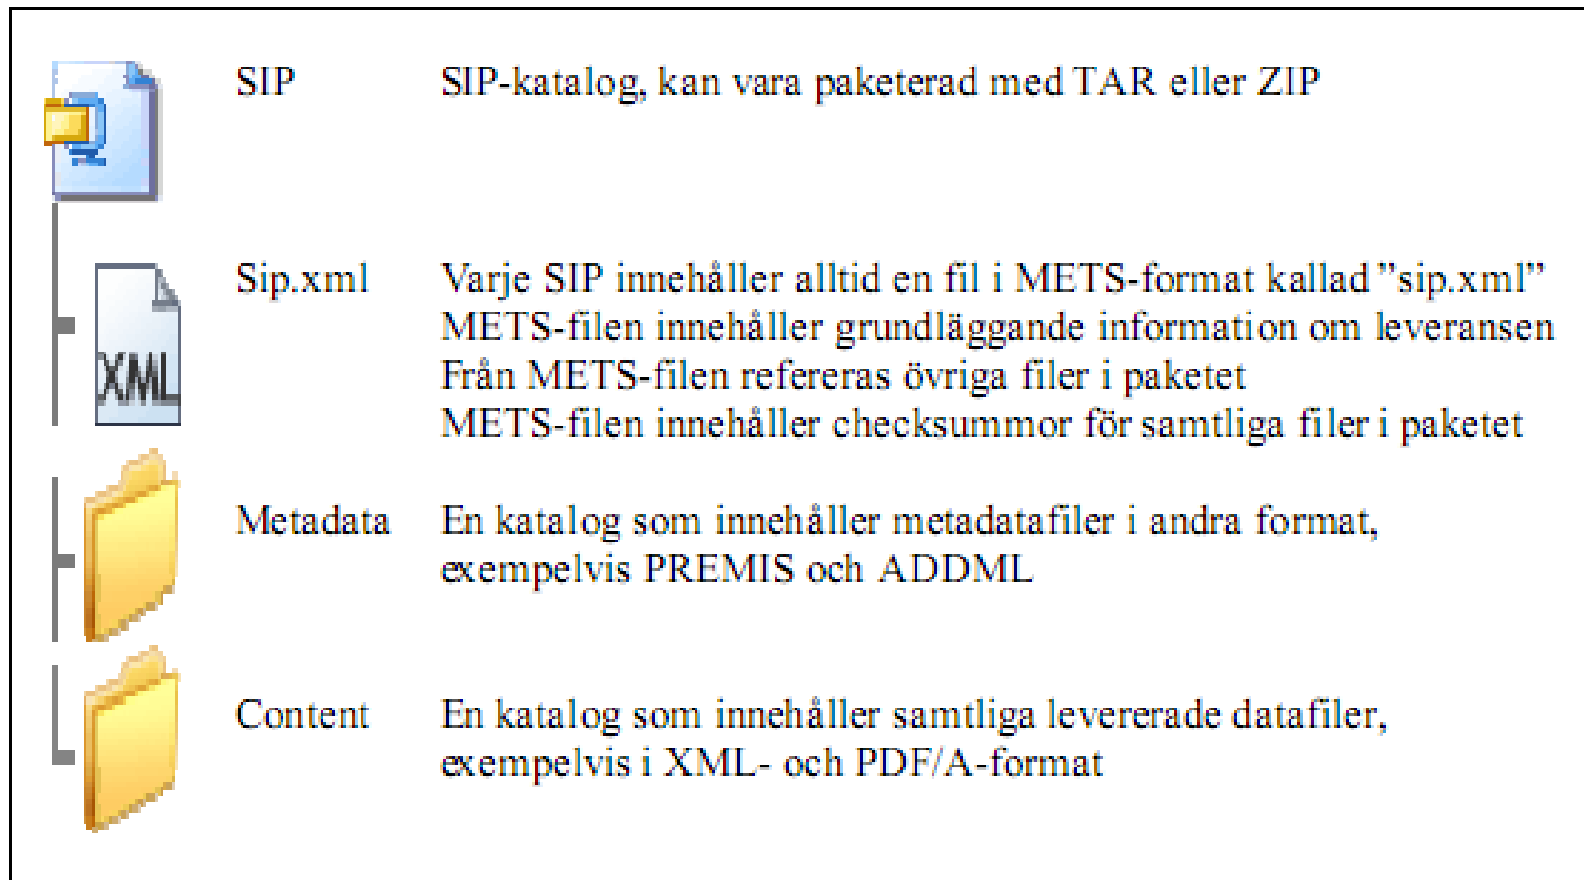 SIP SIP-katalog, kan vara paketerad med TAR eller ZIP
Sip.xml Varje SIP innehåller alltid en fil i METS-format kallad ”sip.xml”
METS-filen innehåller grundläggande information om leveransen
Från METS-filen refereras övriga filer i paketet
XML METS-filen innehåller checksummor för samtliga filer i paketet
Metadata En katalog som innehåller metadatafiler i andra format,
exempelvis PREMIS och ADDML
Content En katalog som innehåller samtliga levererade datafiler,
exempelvis i XML- och PDF/A-format